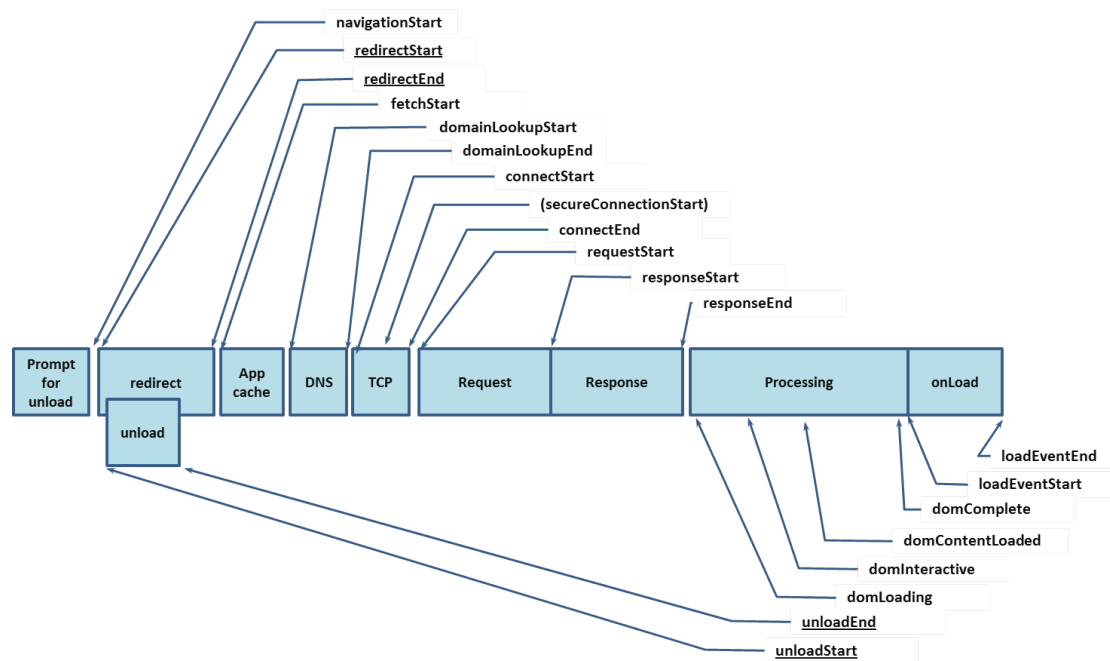 navigationStart
redirectStart
redirectEnd
fetchStart
domainLookupStart
domainLookupEnd
connectStart
(secureConnectionStart)
connectEnd
requestStart
responseStart
responseEnd
Prompt
for
unload
redirect
unload
App
cache
DNS
TCP
Request
Response
Processing
onLoad
loadEventEnd
loadEventStart
domComplete
domContentLoaded
domInteractive
domLoading
unloadEnd
unloadStart